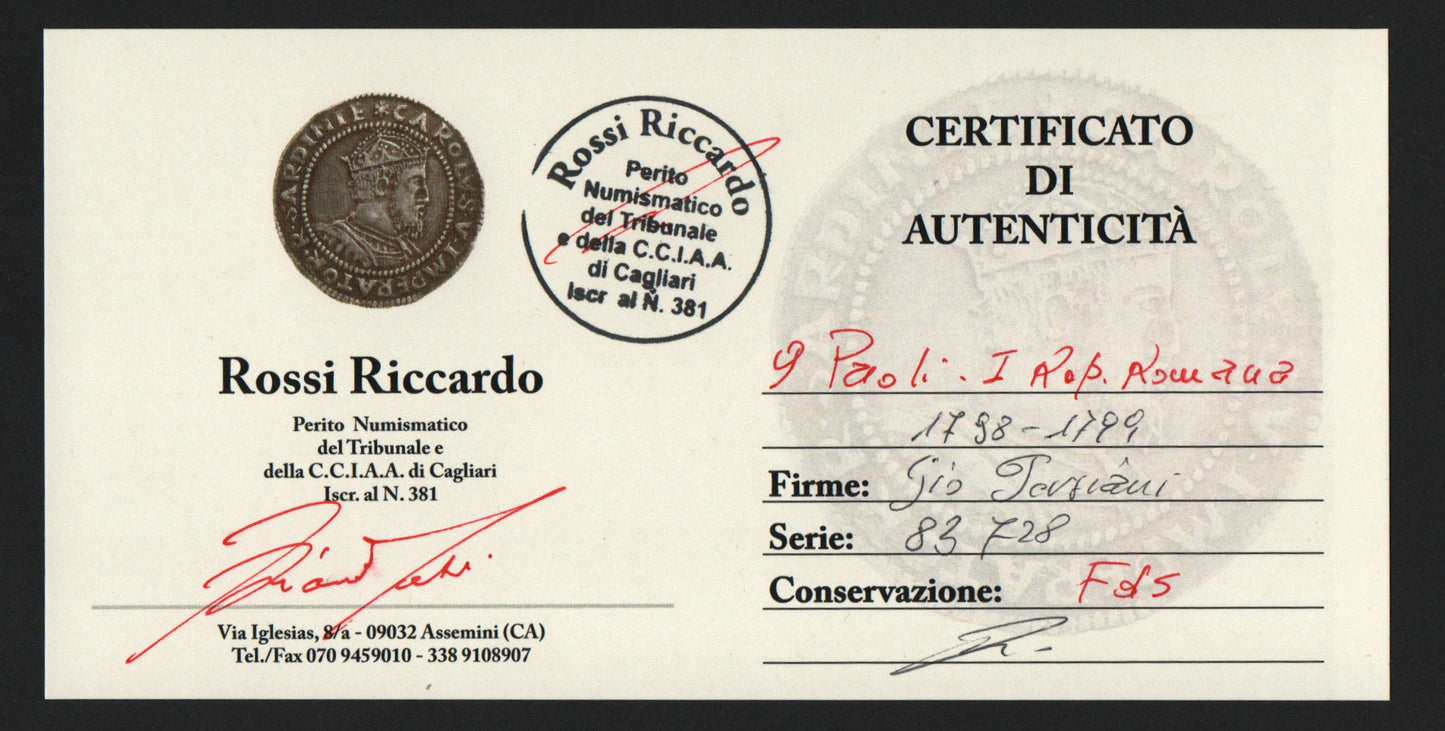 SARDINIE * CAROLVS V IMPERATOR
Rossi Riccardo
Perito
Numismatico
del Tribunale
e della C.C.I.A.A.
di Cagliari
Iscr al N. 381
Rossi Riccardo
Perito Numismatico
del Tribunale e
della C.C.I.A.A. di Cagliari
Iscr. al N. 381
Via Iglesias, 8/a - 09032 Assemini (CA)
Tel./Fax 070 9459010 - 338 9108907
CERTIFICATO
DI
AUTENTICITÀ
9 Paoli. I Rep. Romana
1798-1799
Firme: Gio
Serie: 83 728
Conservazione: Fds